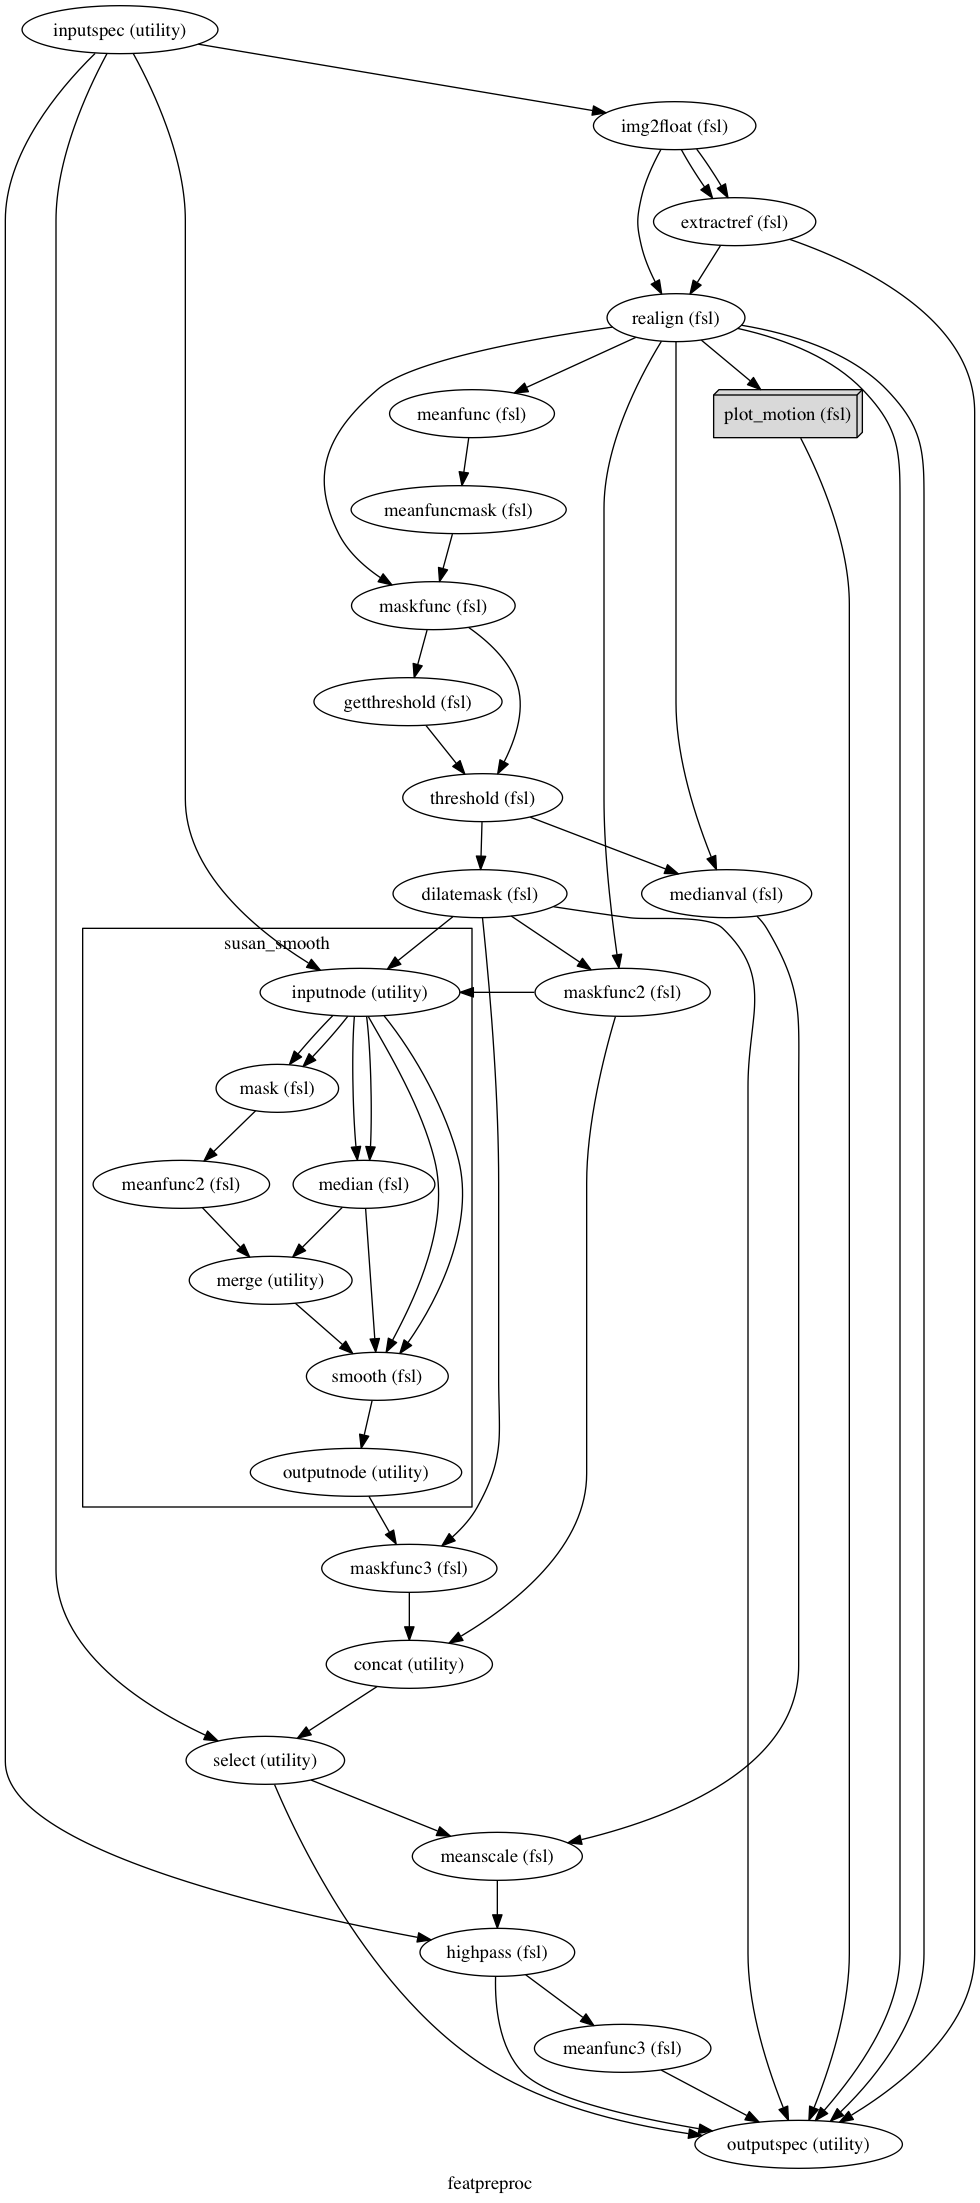 inputspec (utility)
img2float (fsl)
extractref (fsl)
realign (fsl)
meanfunc (fsl)
plot_motion (fsl)
meanfuncmask (fsl)
maskfunc (fsl)
getthreshold (fsl)
threshold (fsl)
dilatemask (fsl)
medianval (fsl)
susan_smooth
inputnode (utility)
maskfunc2 (fsl)
mask (fsl)
meanfunc2 (fsl)
median (fsl)
merge (utility)
smooth (fsl)
outputnode (utility)
maskfunc3 (fsl)
concat (utility)
select (utility)
meanscale (fsl)
highpass (fsl)
meanfunc3 (fsl)
outputspec (utility)
featpreproc